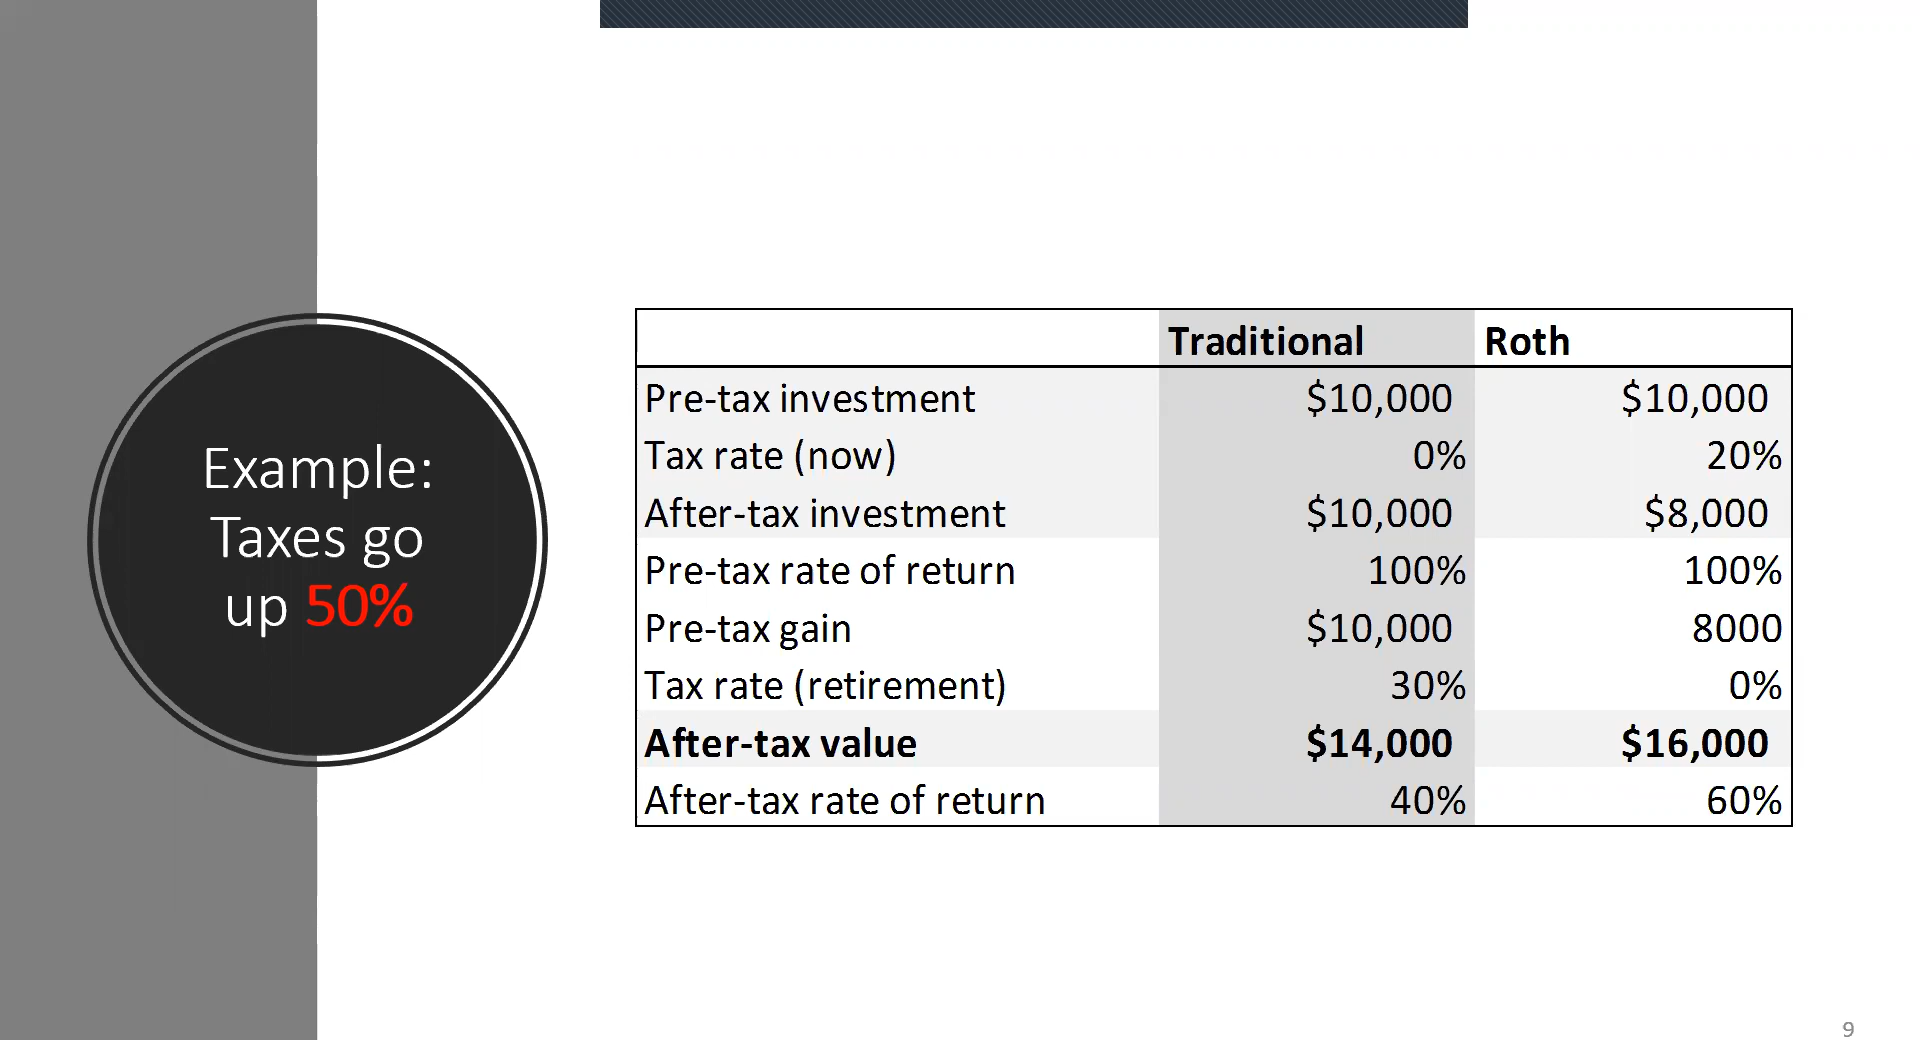 Example:
Taxes go
up 50%
Traditional Roth
Pre-tax investment $10,000 $10,000
Tax rate (now) 0% 20%
After-tax investment $10,000 $8,000
Pre-tax rate of return 100% 100%
Pre-tax gain $10,000 8000
Tax rate (retirement) 30% 0%
After-tax value $14,000 $16,000
After-tax rate of return 40% 60%
9